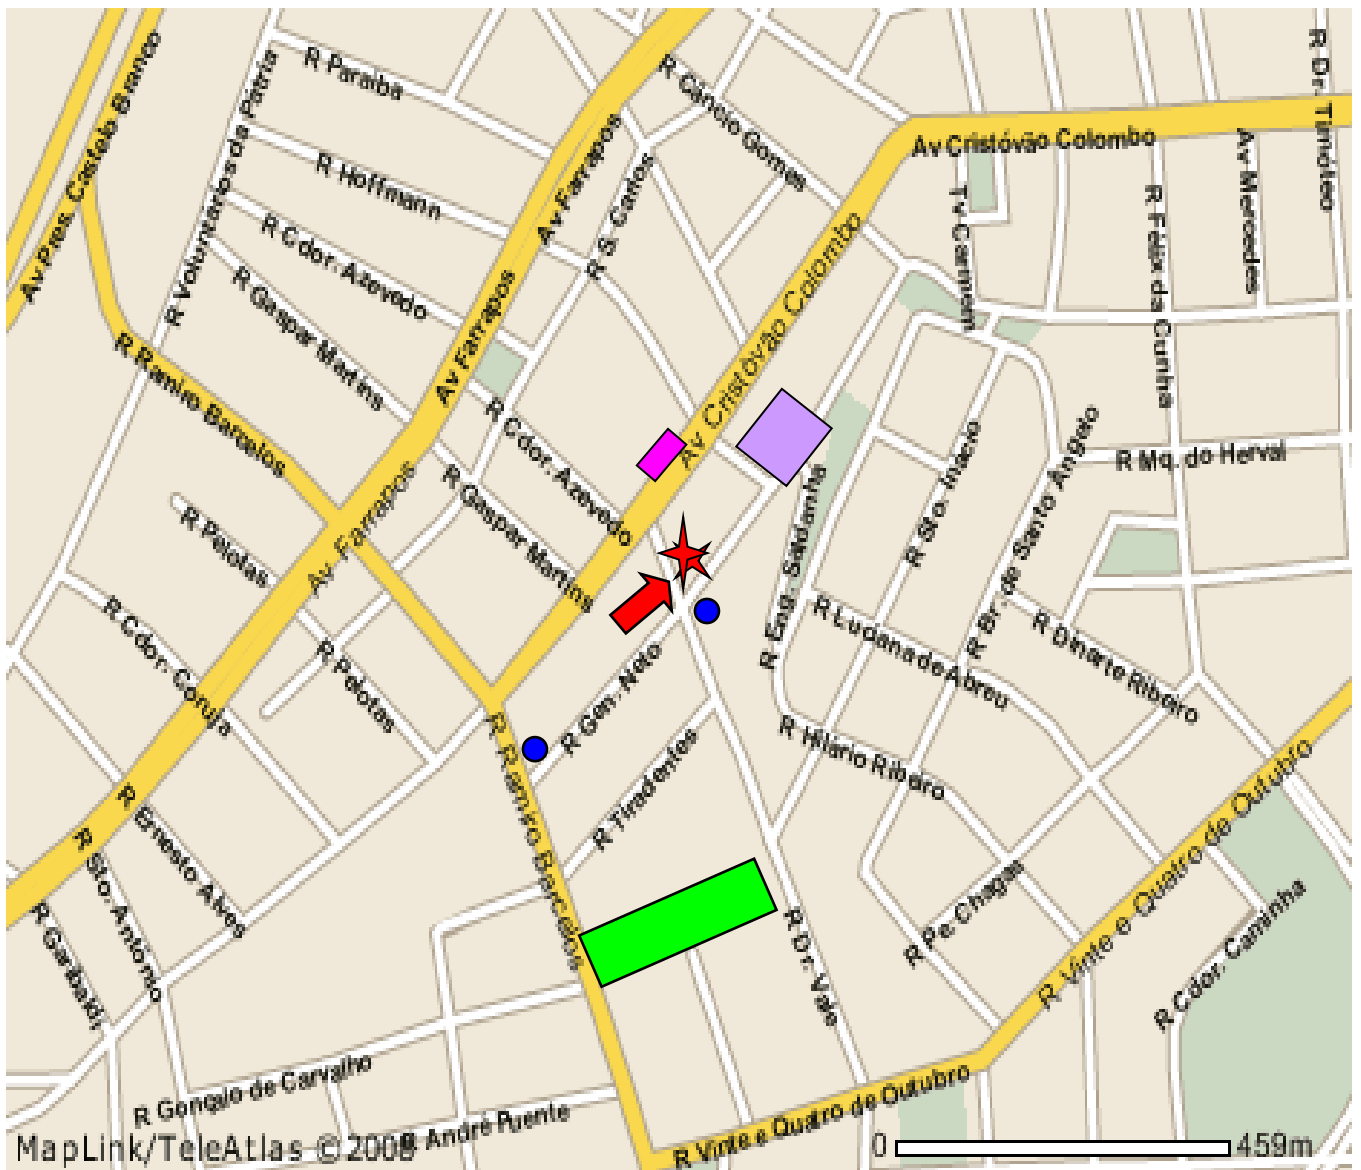 R Paraíba
R Câncio Gomes
R Dr. Timóteo
Av Pres. Castelo Branco
R Voluntários da Pátria
R Hoffmann
Av Farrapos
R S. Carlos
Av Cristóvão Colombo
Av Mercedes
Tv Carmem
R Félix da Cunha
R Cdor. Azevedo
R Gaspar Martins
Av Cristóvão Colombo
Av Farrapos
R Ramiro Barcelos
R Cdor. Azevedo
R Gaspar Martins
R Mq. do Herval
R Sto. Inácio
R Br. de Santo Ângelo
R Eng. Saldanha
Av. Farrapos
R Pelotas
R Cdor. Coruja
R Pelotas
R Gen. Neto
R Luciana de Abreu
R Dinarte Ribeiro
R Hilário Ribeiro
R Tiradentes
R Ramiro Barcelos
R Ernesto Alves
R Sto. Antônio
R Garibaldi
R Pe. Chagas
R Vinte e Quatro de Outubro
R Cdor. Caminha
R Dr. Vale
R Gonçalo de Carvalho
R André Puente
R Vinte e Quatro de Outubro
MapLink/TeleAtlas ©2008
0 459m